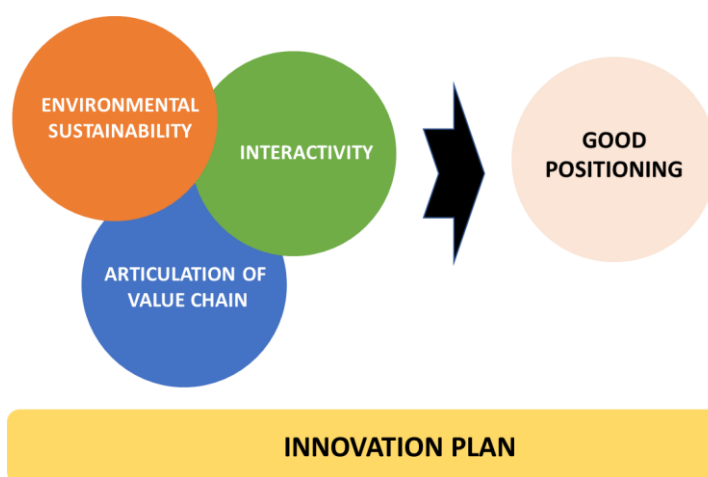 ENVIRONMENTAL
SUSTAINABILITY
INTERACTIVITY
ARTICULATION OF
VALUE CHAIN
GOOD
POSITIONING
INNOVATION PLAN